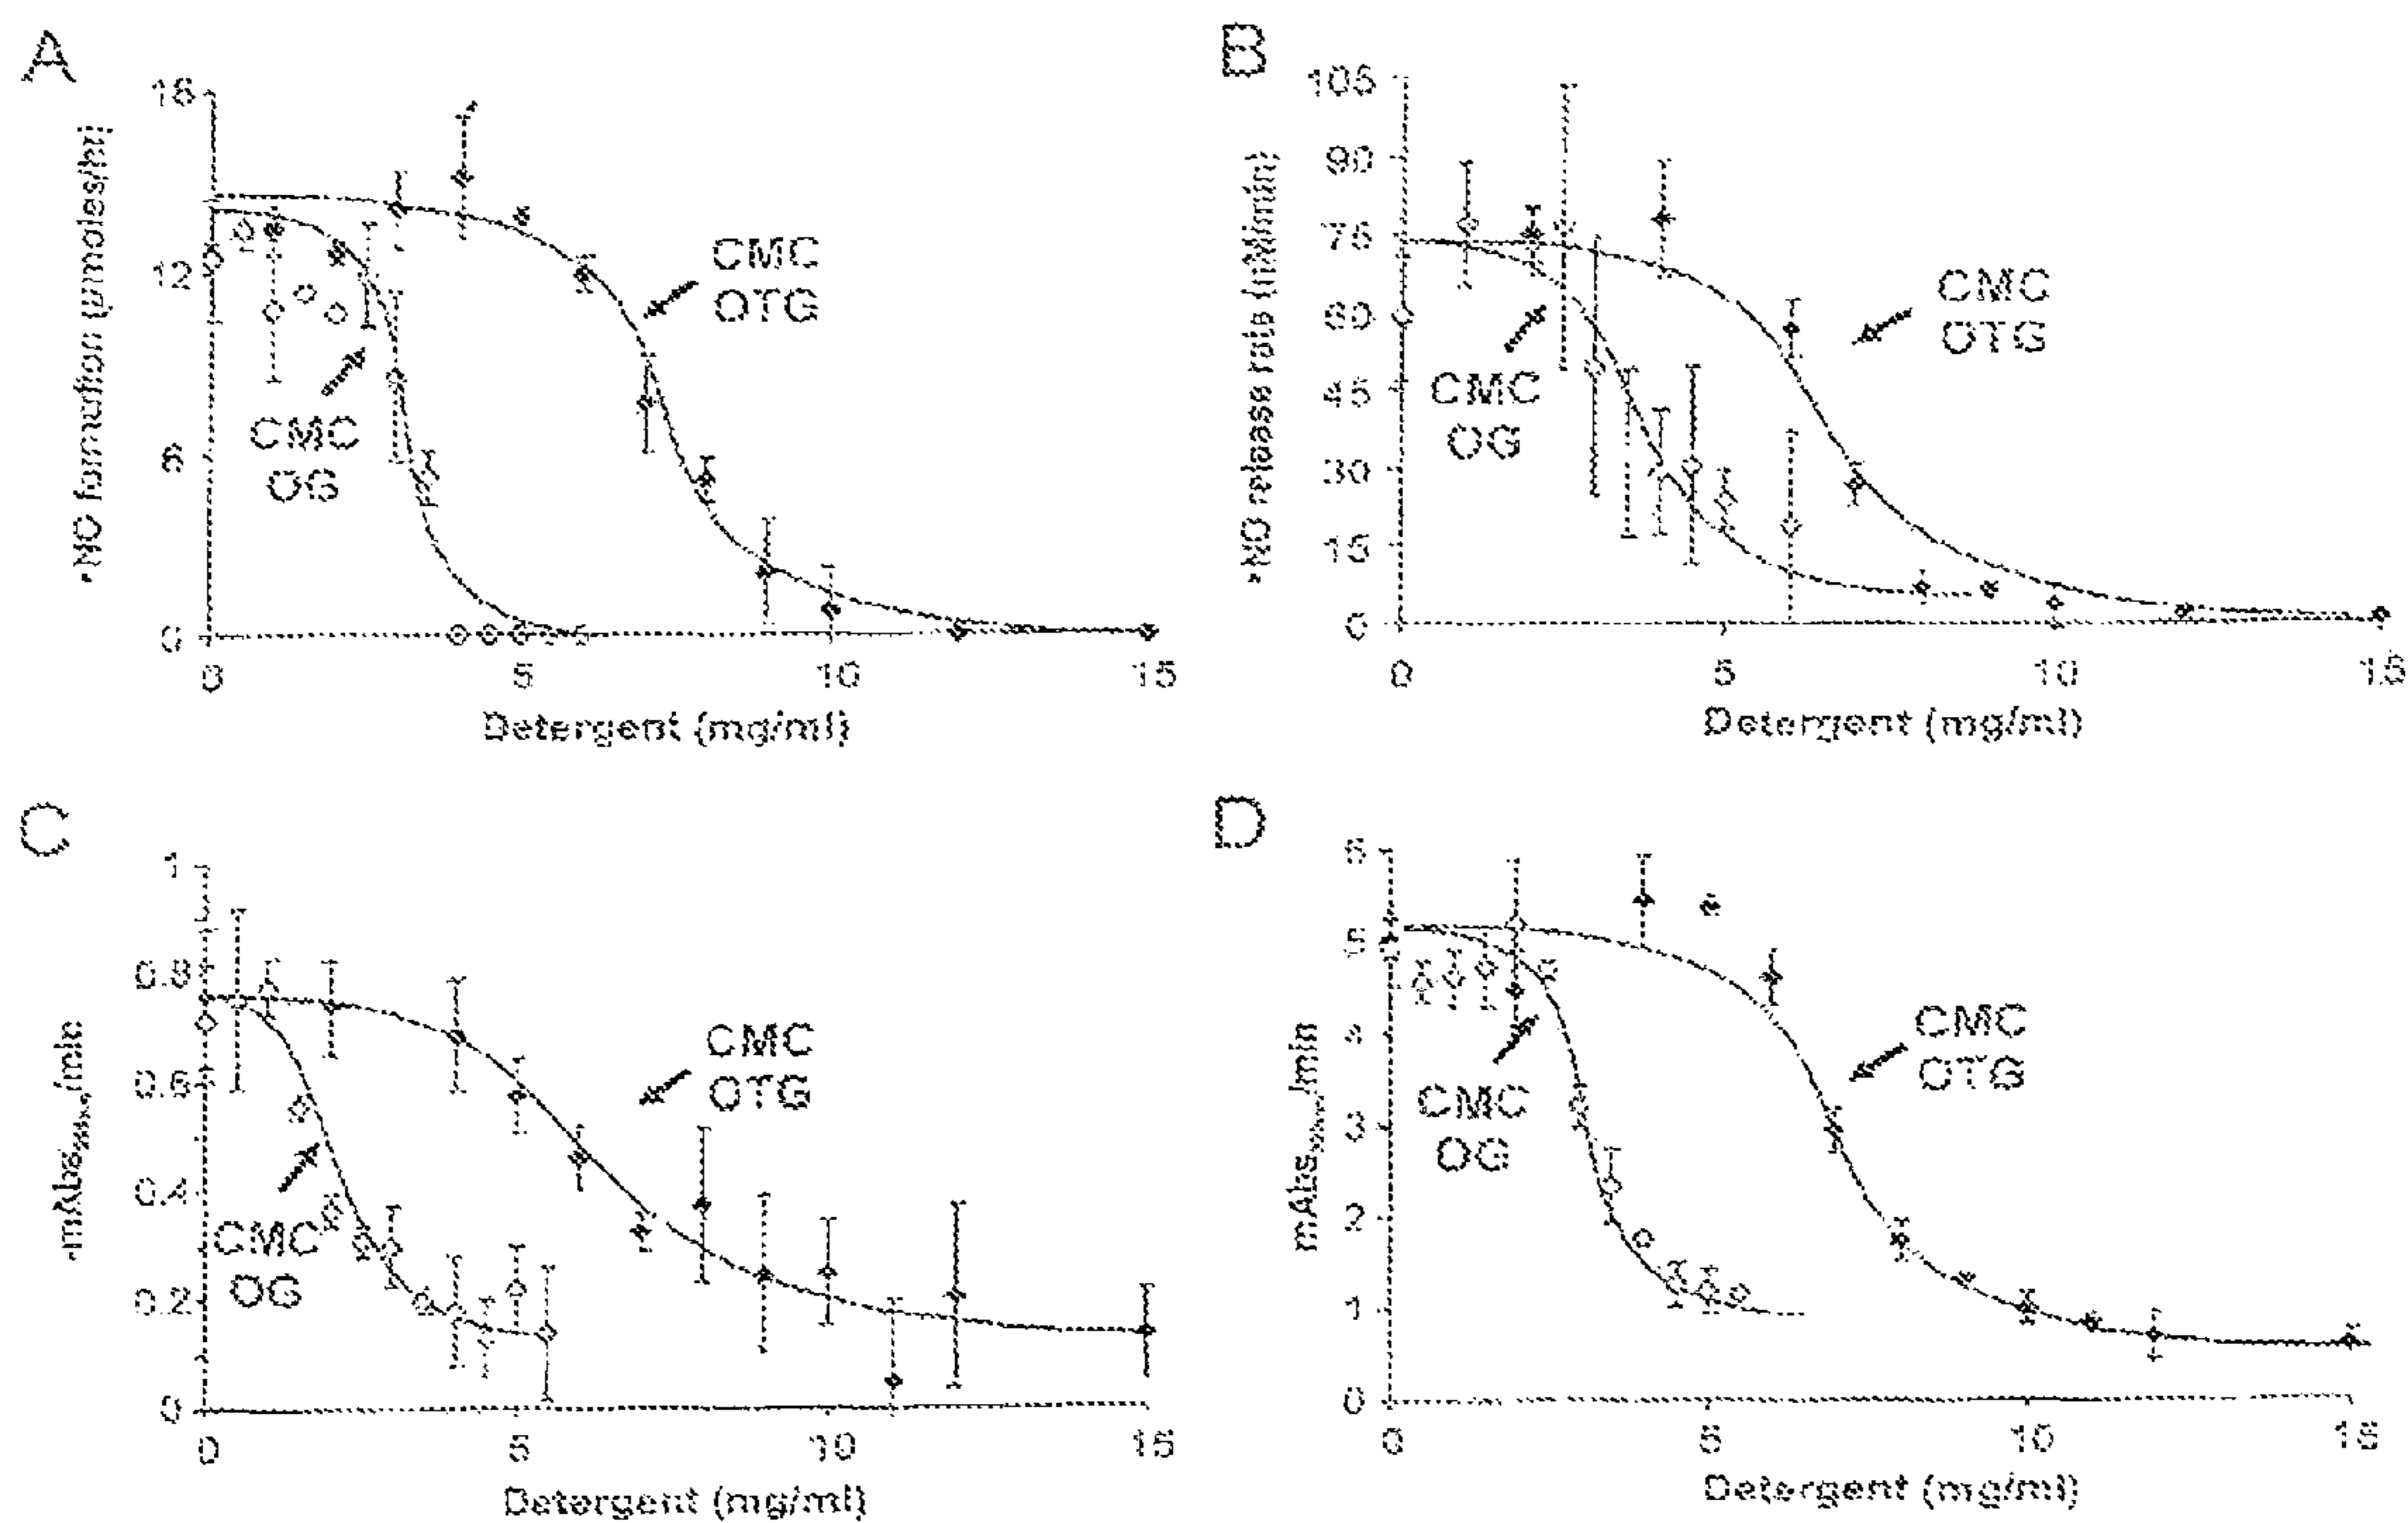 A
18
12
6
0
•NO formation (μmoles/hr)
CMC
OTG
CMC
OG
0
5
10
15
Detergent (mg/ml)
B
105
90
75
60
45
30
15
0
•NO release rate (nM/min)
CMC
OTG
CMC
OG
0
5
10
15
Detergent (mg/ml)
C
1
0.8
0.6
0.4
0.2
0
CMC
OTG
CMC
OG
0
5
10
15
Detergent (mg/ml)
D
6
5
4
3
2
1
0
CMC
OTG
CMC
OG
0
5
10
15
Detergent (mg/ml)